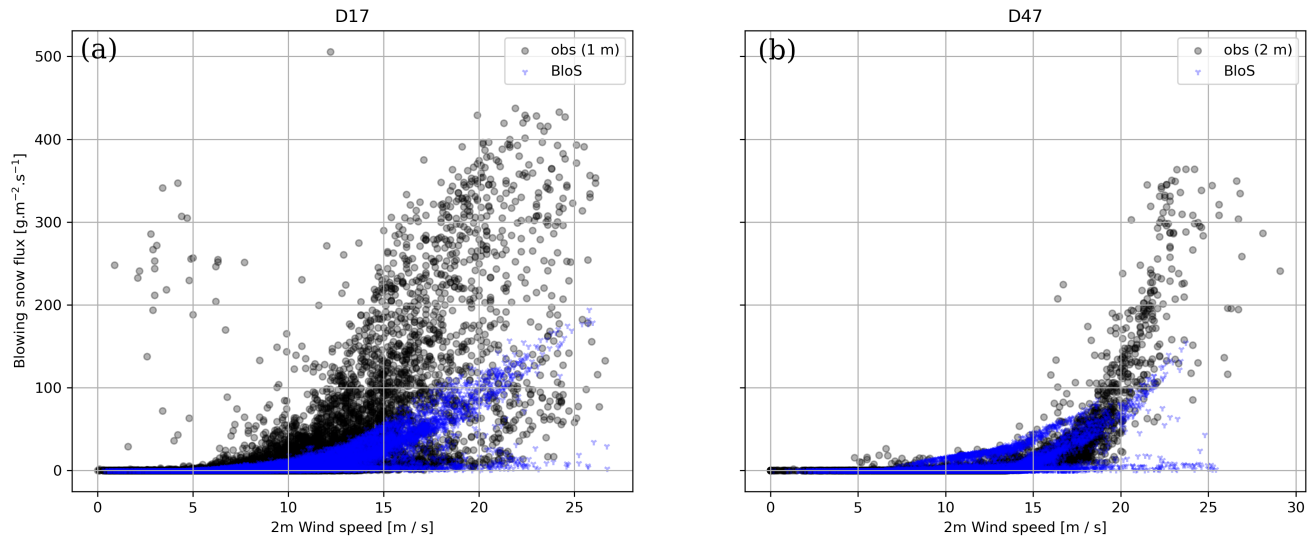 D17
(a)
obs (1 m)
BloS
500
400
300
200
100
0
Blowing snow flux [g.m⁻².s⁻¹]
0 5 10 15 20 25
2m Wind speed [m / s]
D47
(b)
obs (2 m)
BloS
0 5 10 15 20 25 30
2m Wind speed [m / s]